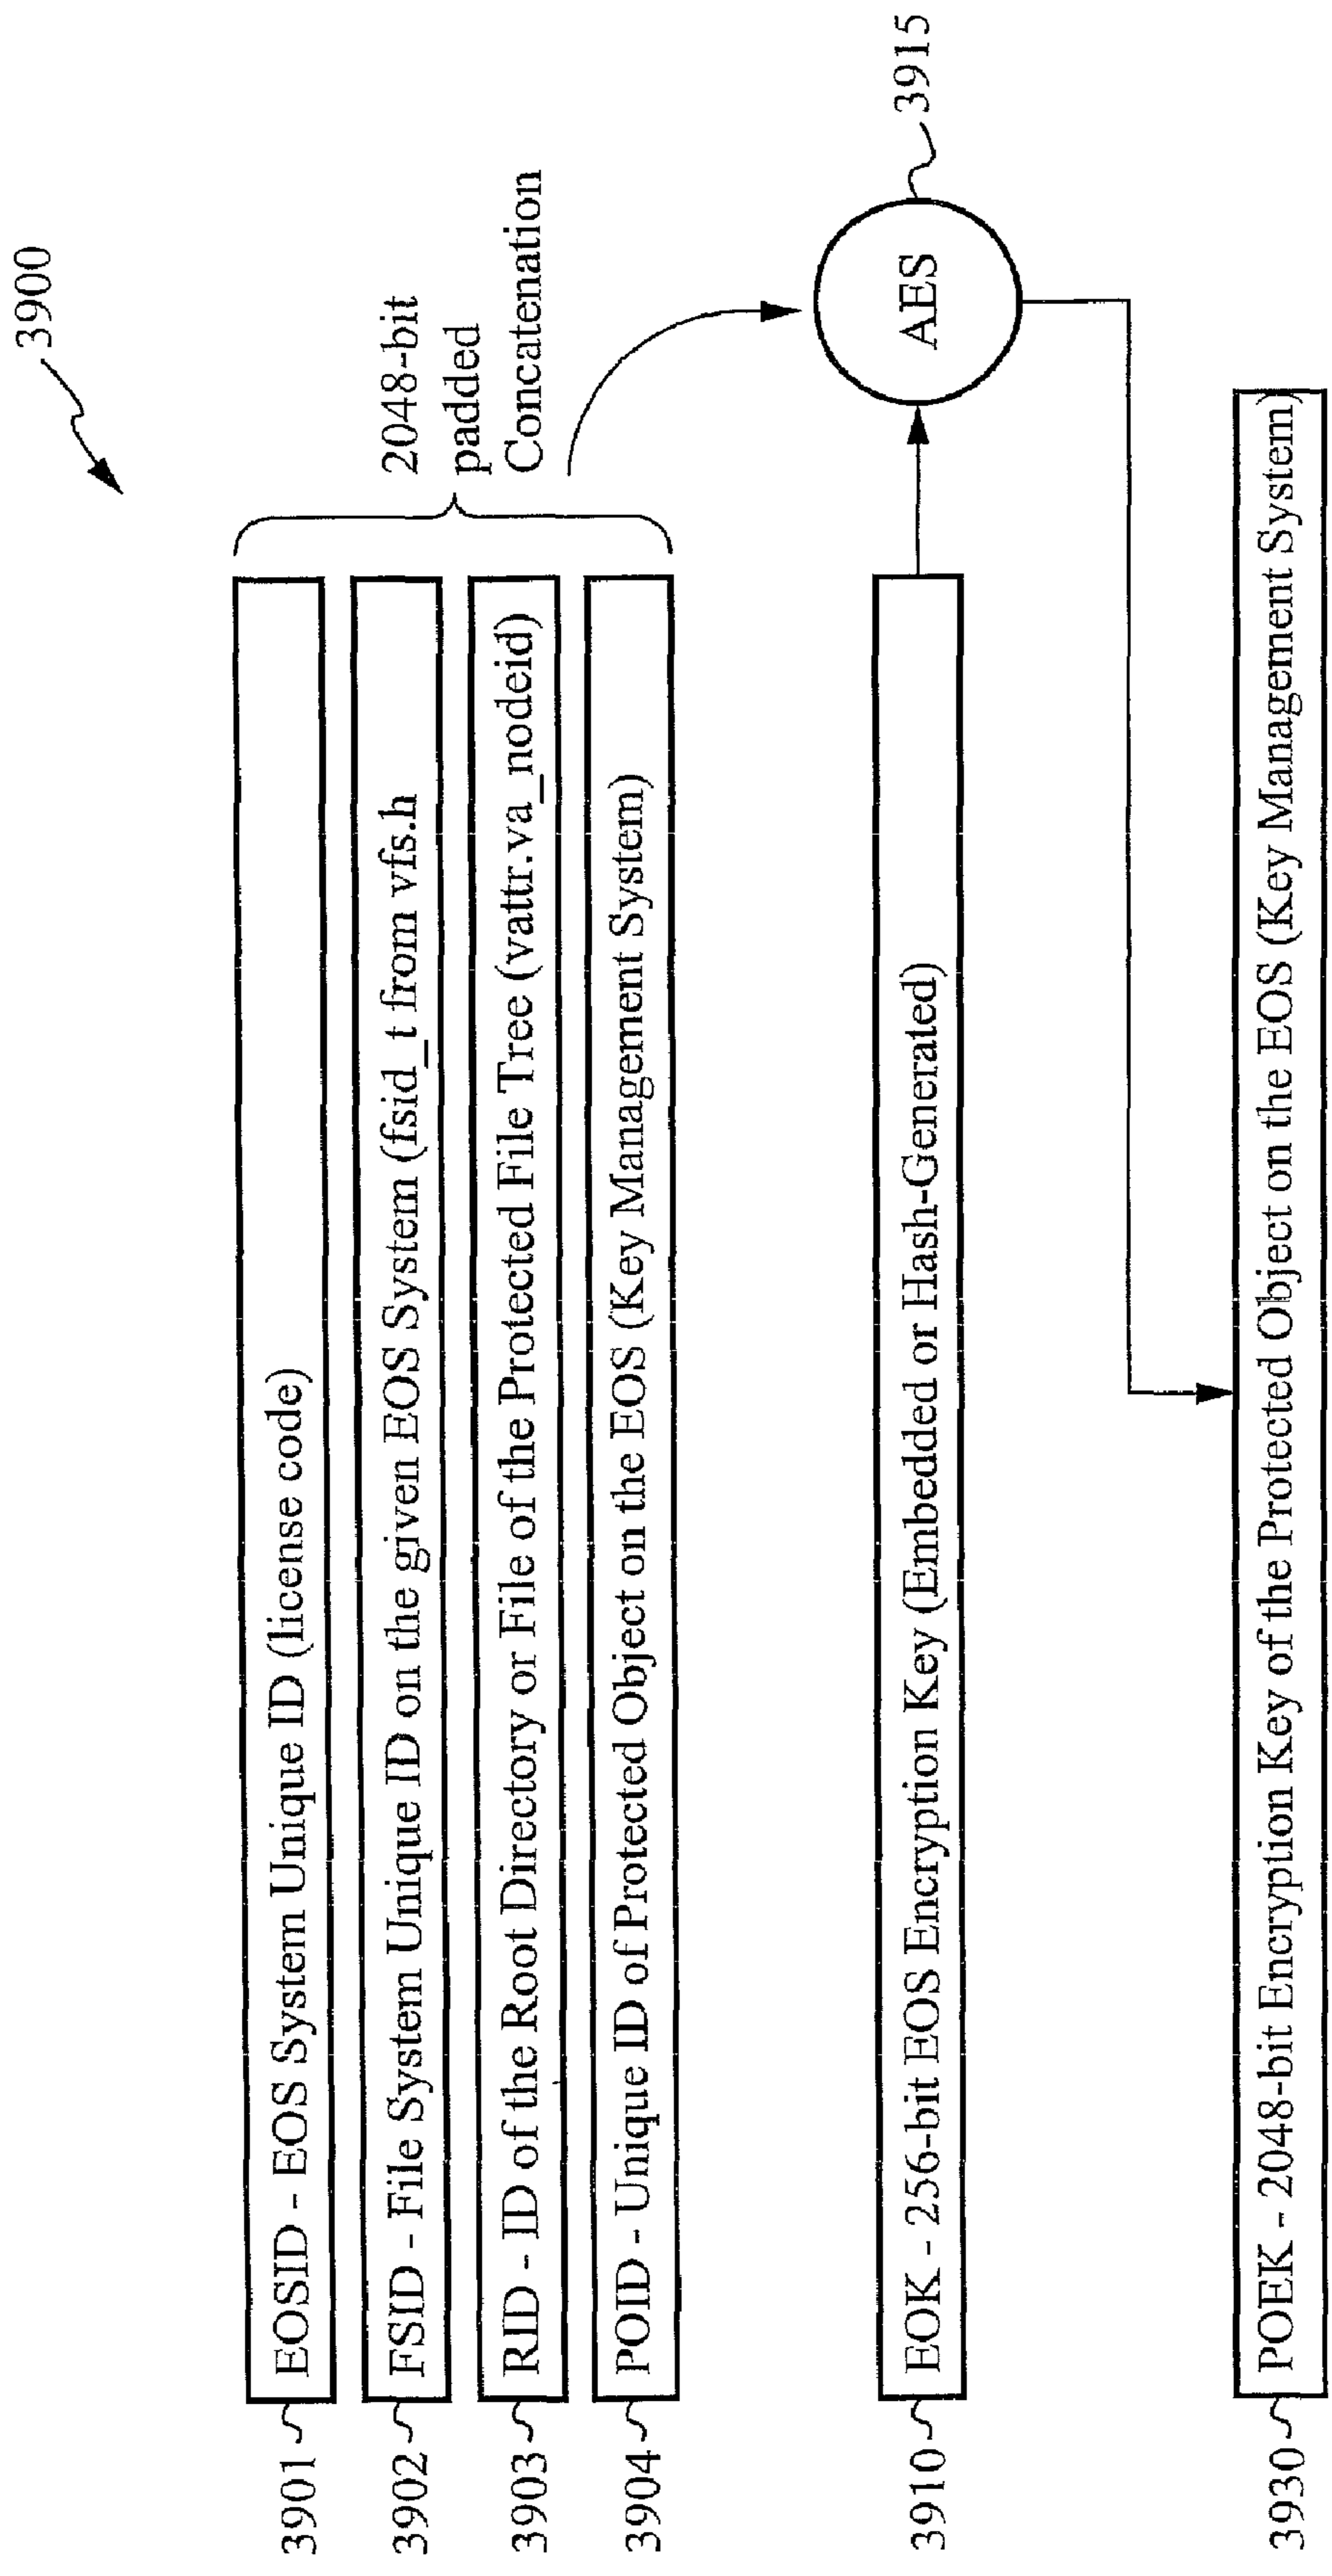 3900
3901
EOSID - EOS System Unique ID (license code)
3902
FSID - File System Unique ID on the given EOS System (fsid_t from vfs.h
3903
RID - ID of the Root Directory or File of the Protected File Tree (vattr.va_nodeid)
3904
POID - Unique ID of Protected Object on the EOS (Key Management System)
2048-bit
padded
Concatenation
3910
EOK - 256-bit EOS Encryption Key (Embedded or Hash-Generated)
AES
3915
3930
POEK - 2048-bit Encryption Key of the Protected Object on the EOS (Key Management System)